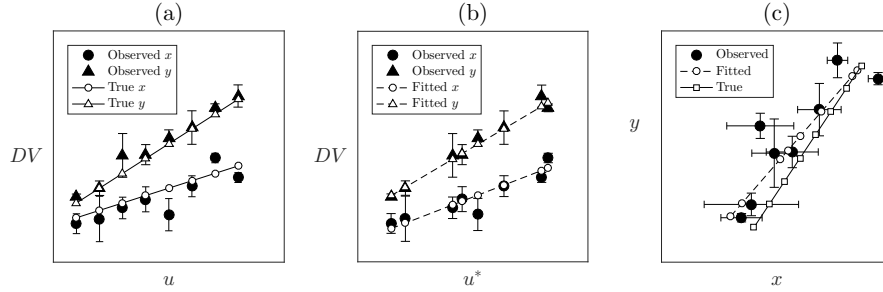 (a)
Observed x
Observed y
True x
True y
DV
u
(b)
Observed x
Observed y
Fitted x
Fitted y
DV
u*
(c)
Observed
Fitted
True
y
x